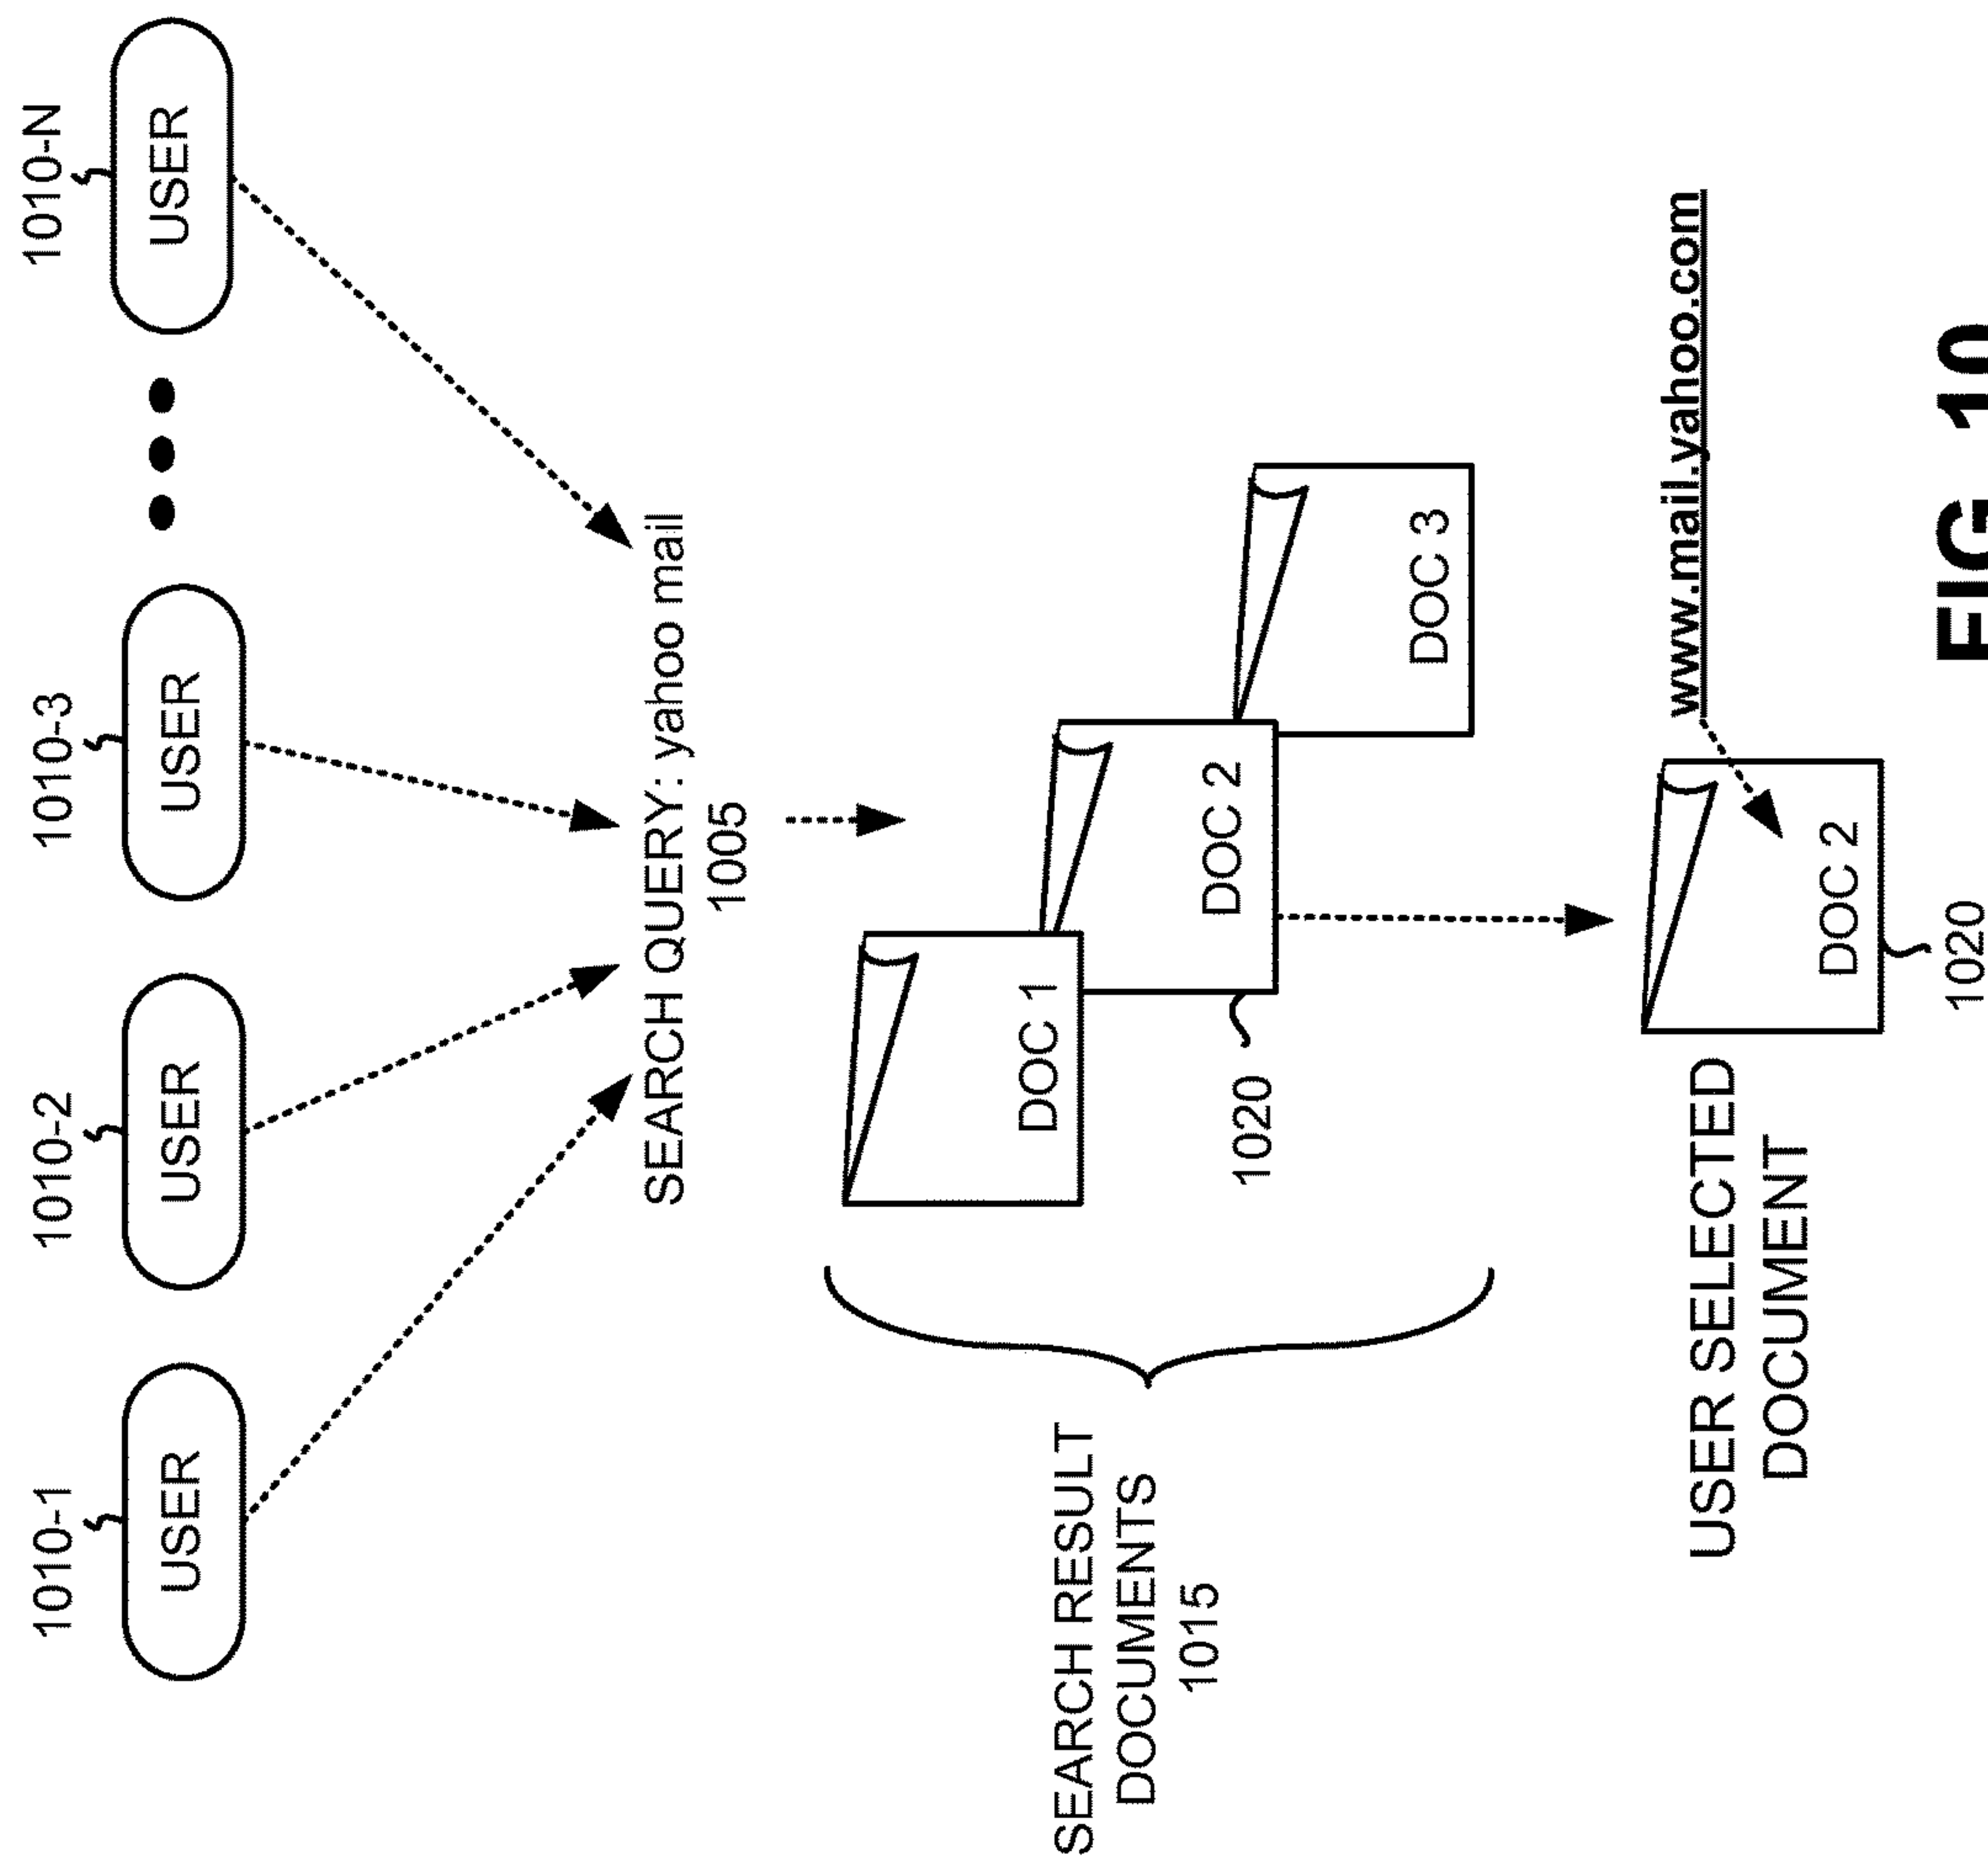 1010-1
1010-2
1010-3
1010-N
USER
USER
USER
USER
SEARCH QUERY: yahoo mail
1005
DOC 1
DOC 2
DOC 3
1020
SEARCH RESULT
DOCUMENTS
1015
USER SELECTED
DOCUMENT
www.mail.yahoo.com
DOC 2
1020
FIG. 10